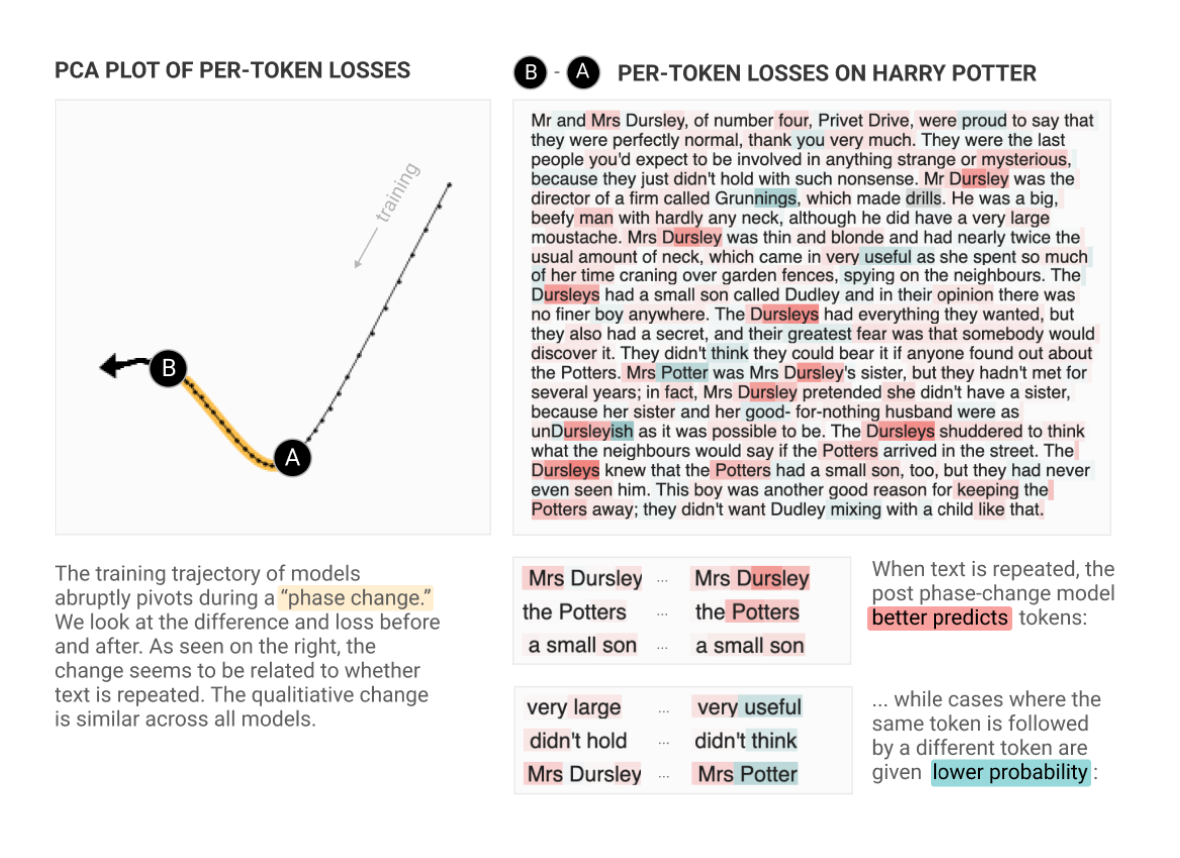 PCA PLOT OF PER-TOKEN LOSSES
training
B
A
The training trajectory of models
abruptly pivots during a “phase change.”
We look at the difference and loss before
and after. As seen on the right, the
change seems to be related to whether
text is repeated. The qualitiative change
is similar across all models.
B - A PER-TOKEN LOSSES ON HARRY POTTER
Mr and Mrs Dursley, of number four, Privet Drive, were proud to say that
they were perfectly normal, thank you very much. They were the last
people you'd expect to be involved in anything strange or mysterious,
because they just didn't hold with such nonsense. Mr Dursley was the
director of a firm called Grunnings, which made drills. He was a big,
beefy man with hardly any neck, although he did have a very large
moustache. Mrs Dursley was thin and blonde and had nearly twice the
usual amount of neck, which came in very useful as she spent so much
of her time craning over garden fences, spying on the neighbours. The
Dursleys had a small son called Dudley and in their opinion there was
no finer boy anywhere. The Dursleys had everything they wanted, but
they also had a secret, and their greatest fear was that somebody would
discover it. They didn't think they could bear it if anyone found out about
the Potters. Mrs Potter was Mrs Dursley's sister, but they hadn't met for
several years; in fact, Mrs Dursley pretended she didn't have a sister,
because her sister and her good- for-nothing husband were as
unDursleyish as it was possible to be. The Dursleys shuddered to think
what the neighbours would say if the Potters arrived in the street. The
Dursleys knew that the Potters had a small son, too, but they had never
even seen him. This boy was another good reason for keeping the
Potters away; they didn't want Dudley mixing with a child like that.
Mrs Dursley ... Mrs Dursley
the Potters ... the Potters
a small son ... a small son
When text is repeated, the
post phase-change model
better predicts tokens:
very large ... very useful
didn't hold ... didn't think
Mrs Dursley ... Mrs Potter
... while cases where the
same token is followed
by a different token are
given lower probability :